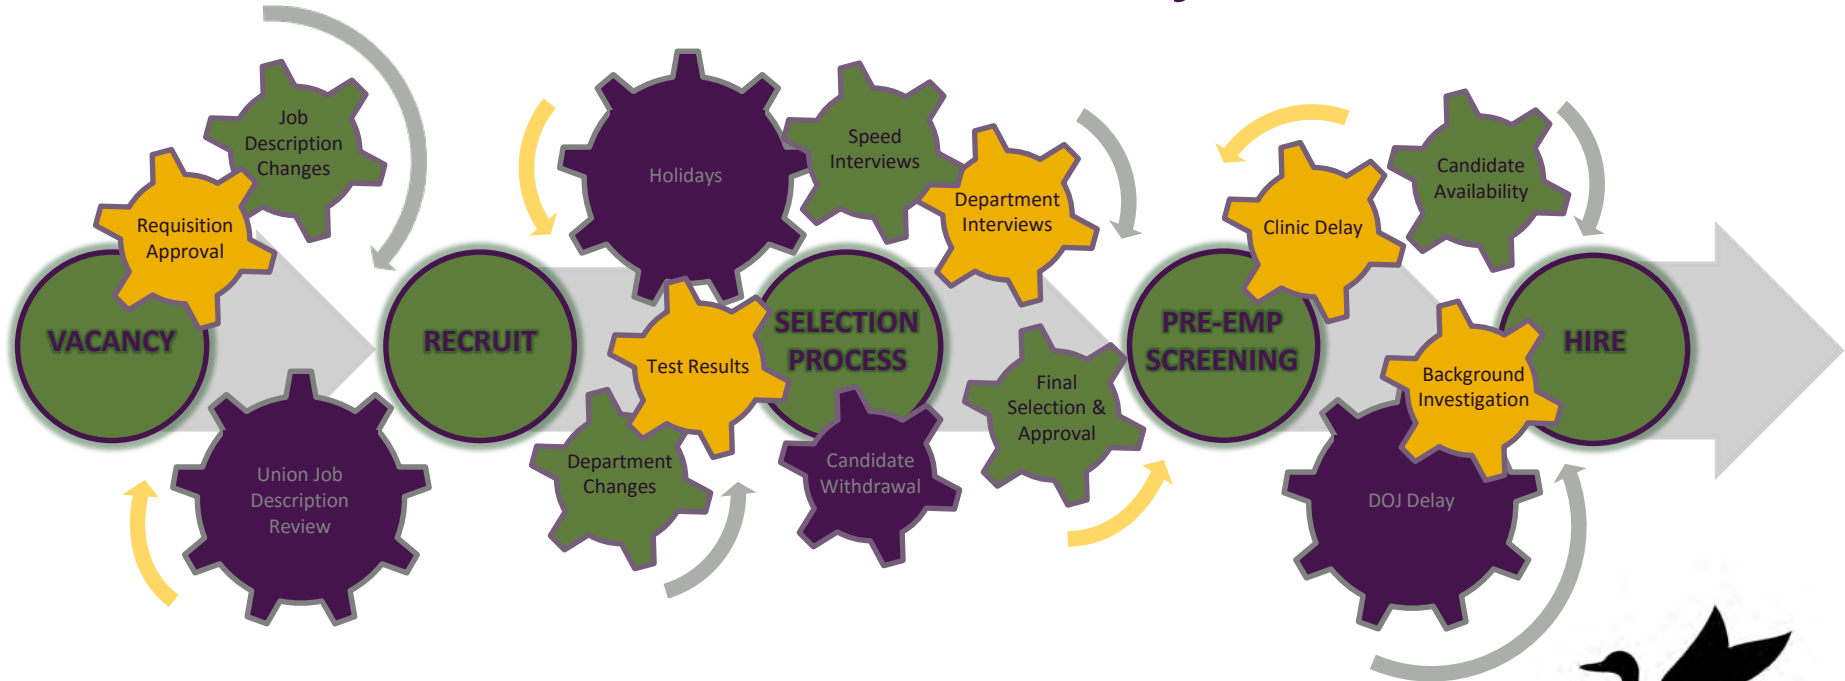 Job
Description
Changes
Requisition
Approval
VACANCY
Union Job
Description
Review
RECRUIT
Holidays
Test Results
Department
Changes
Speed
Interviews
Department
Interviews
SELECTION
PROCESS
Candidate
Withdrawal
Final
Selection &
Approval
PRE-EMP
SCREENING
Clinic Delay
Candidate
Availability
Background
Investigation
DOJ Delay
HIRE